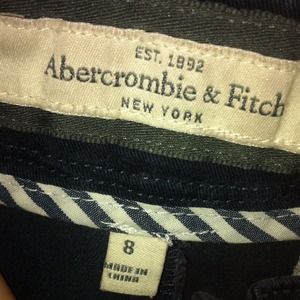 EST. 1892
Abercrombie & Fitch
NEW YORK
8
MADE IN
CHINA